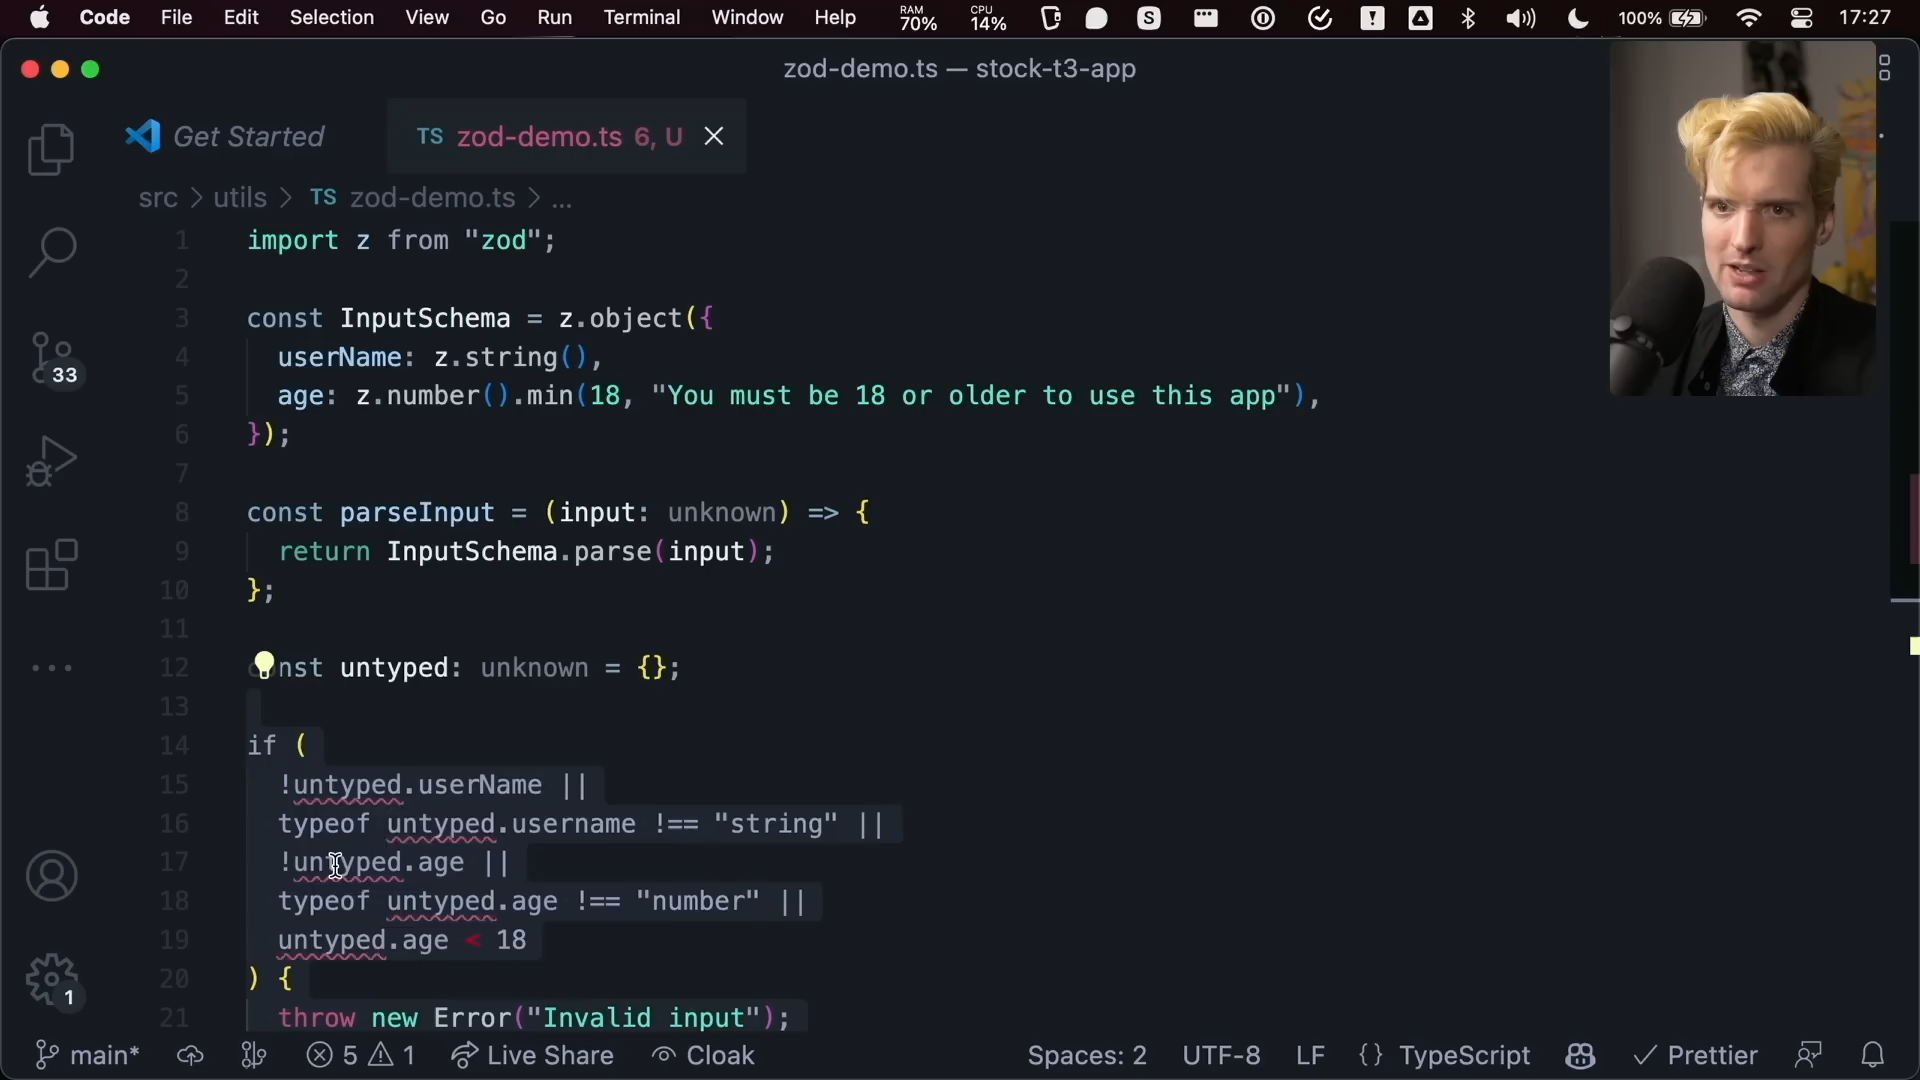 Code File Edit Selection View Go Run Terminal Window Help RAM 70% CPU 14% S 100% 17:27
zod-demo.ts — stock-t3-app
Get Started TS zod-demo.ts 6, U
src > utils > TS zod-demo.ts > ...
1 import z from "zod";
2
3 const InputSchema = z.object({
4 userName: z.string(),
5 age: z.number().min(18, "You must be 18 or older to use this app"),
6 });
7
8 const parseInput = (input: unknown) => {
9 return InputSchema.parse(input);
10 };
11
12 const untyped: unknown = {};
13
14 if (
15 !untyped.userName ||
16 typeof untyped.username !== "string" ||
17 !untyped.age ||
18 typeof untyped.age !== "number" ||
19 untyped.age < 18
20 ) {
21 throw new Error("Invalid input");
33
1
main* 5 1 Live Share Cloak Spaces: 2 UTF-8 LF {} TypeScript Prettier